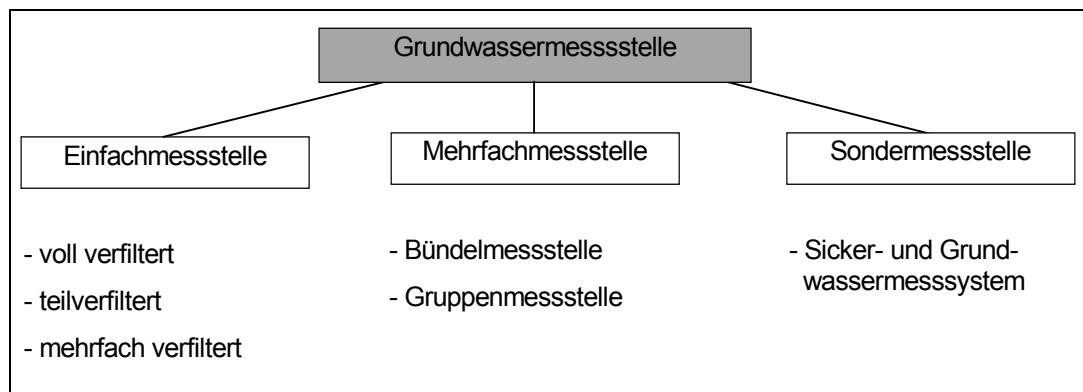 Grundwassermesssstelle
Einfachmessstelle
Mehrfachmessstelle
Sondermessstelle
- voll verfiltert
- teilverfiltert
- mehrfach verfiltert
- Bündelmessstelle
- Gruppenmessstelle
- Sicker- und Grund-
wassermesssystem